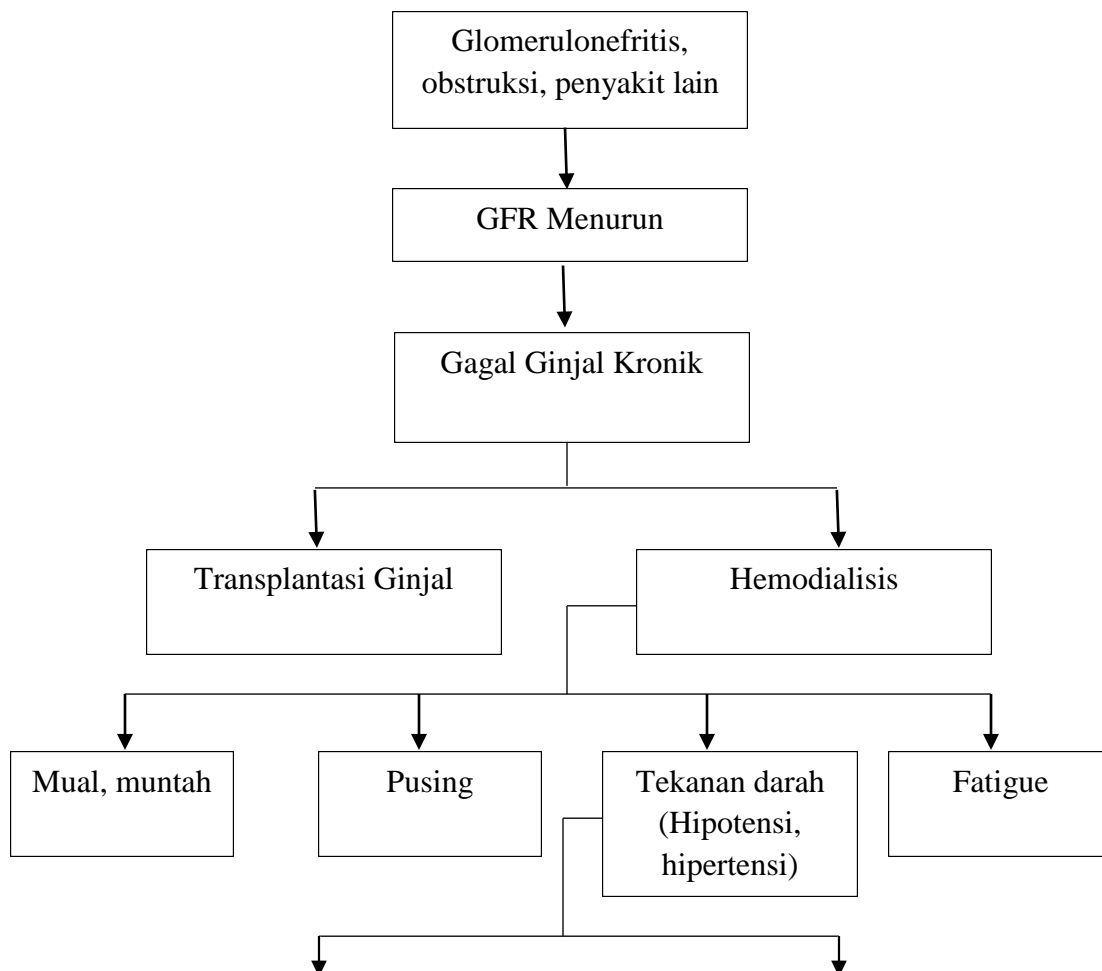 Glomerulonefritis,
obstruksi, penyakit lain
GFR Menurun
Gagal Ginjal Kronik
Transplantasi Ginjal
Hemodialisis
Mual, muntah
Pusing
Tekanan darah
(Hipotensi,
hipertensi)
Fatigue